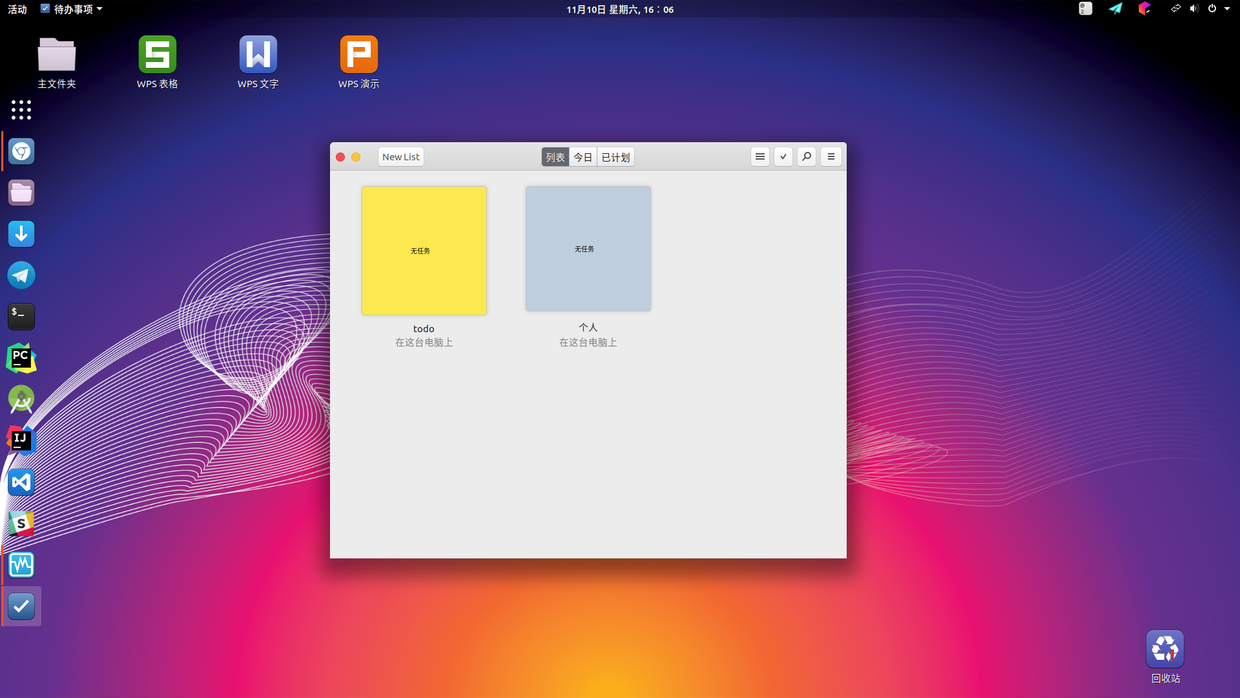 活动 待办事项 11月10日 星期六, 16：06
主文件夹 WPS 表格 WPS 文字 WPS 演示
New List 列表 今日 已计划
无任务 无任务
todo 个人
在这台电脑上 在这台电脑上
$_
PC
IJ
S
回收站